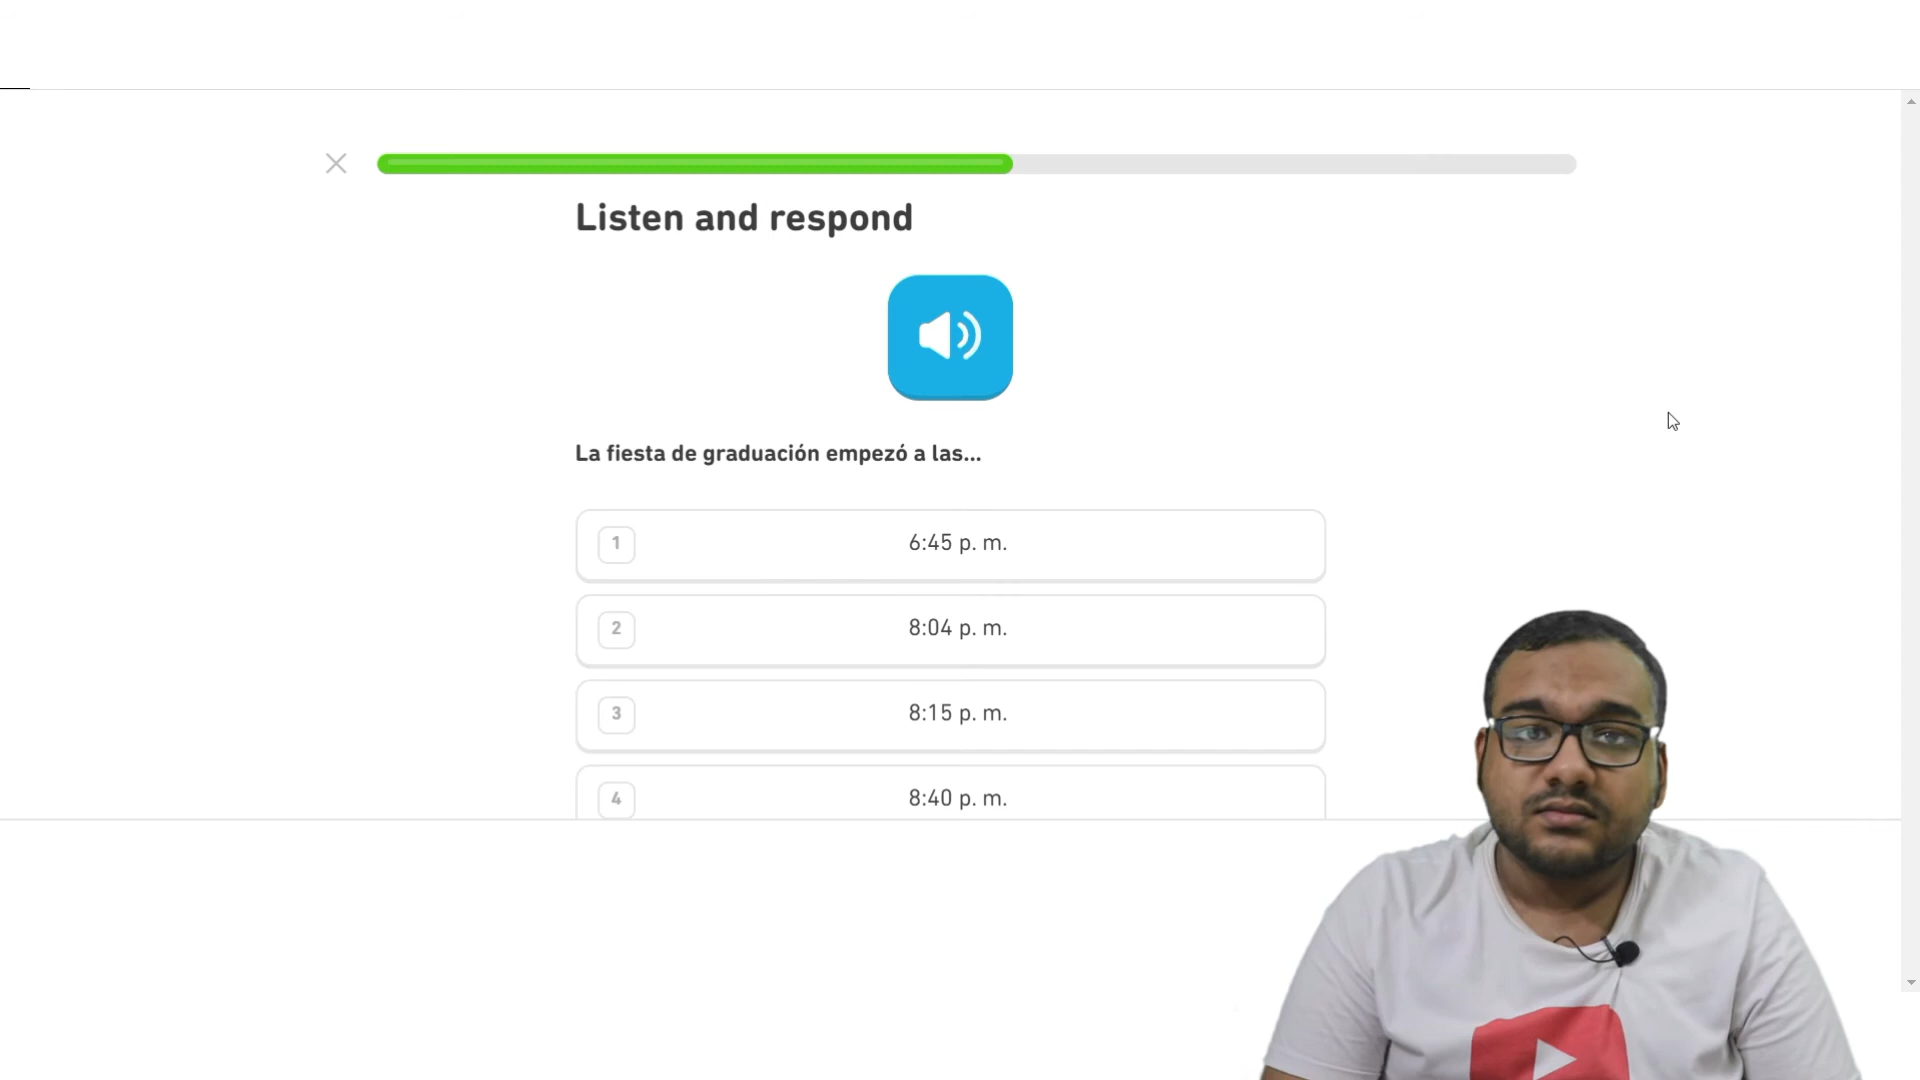 Listen and respond
La fiesta de graduación empezó a las...
1 6:45 p. m.
2 8:04 p. m.
3 8:15 p. m.
4 8:40 p. m.